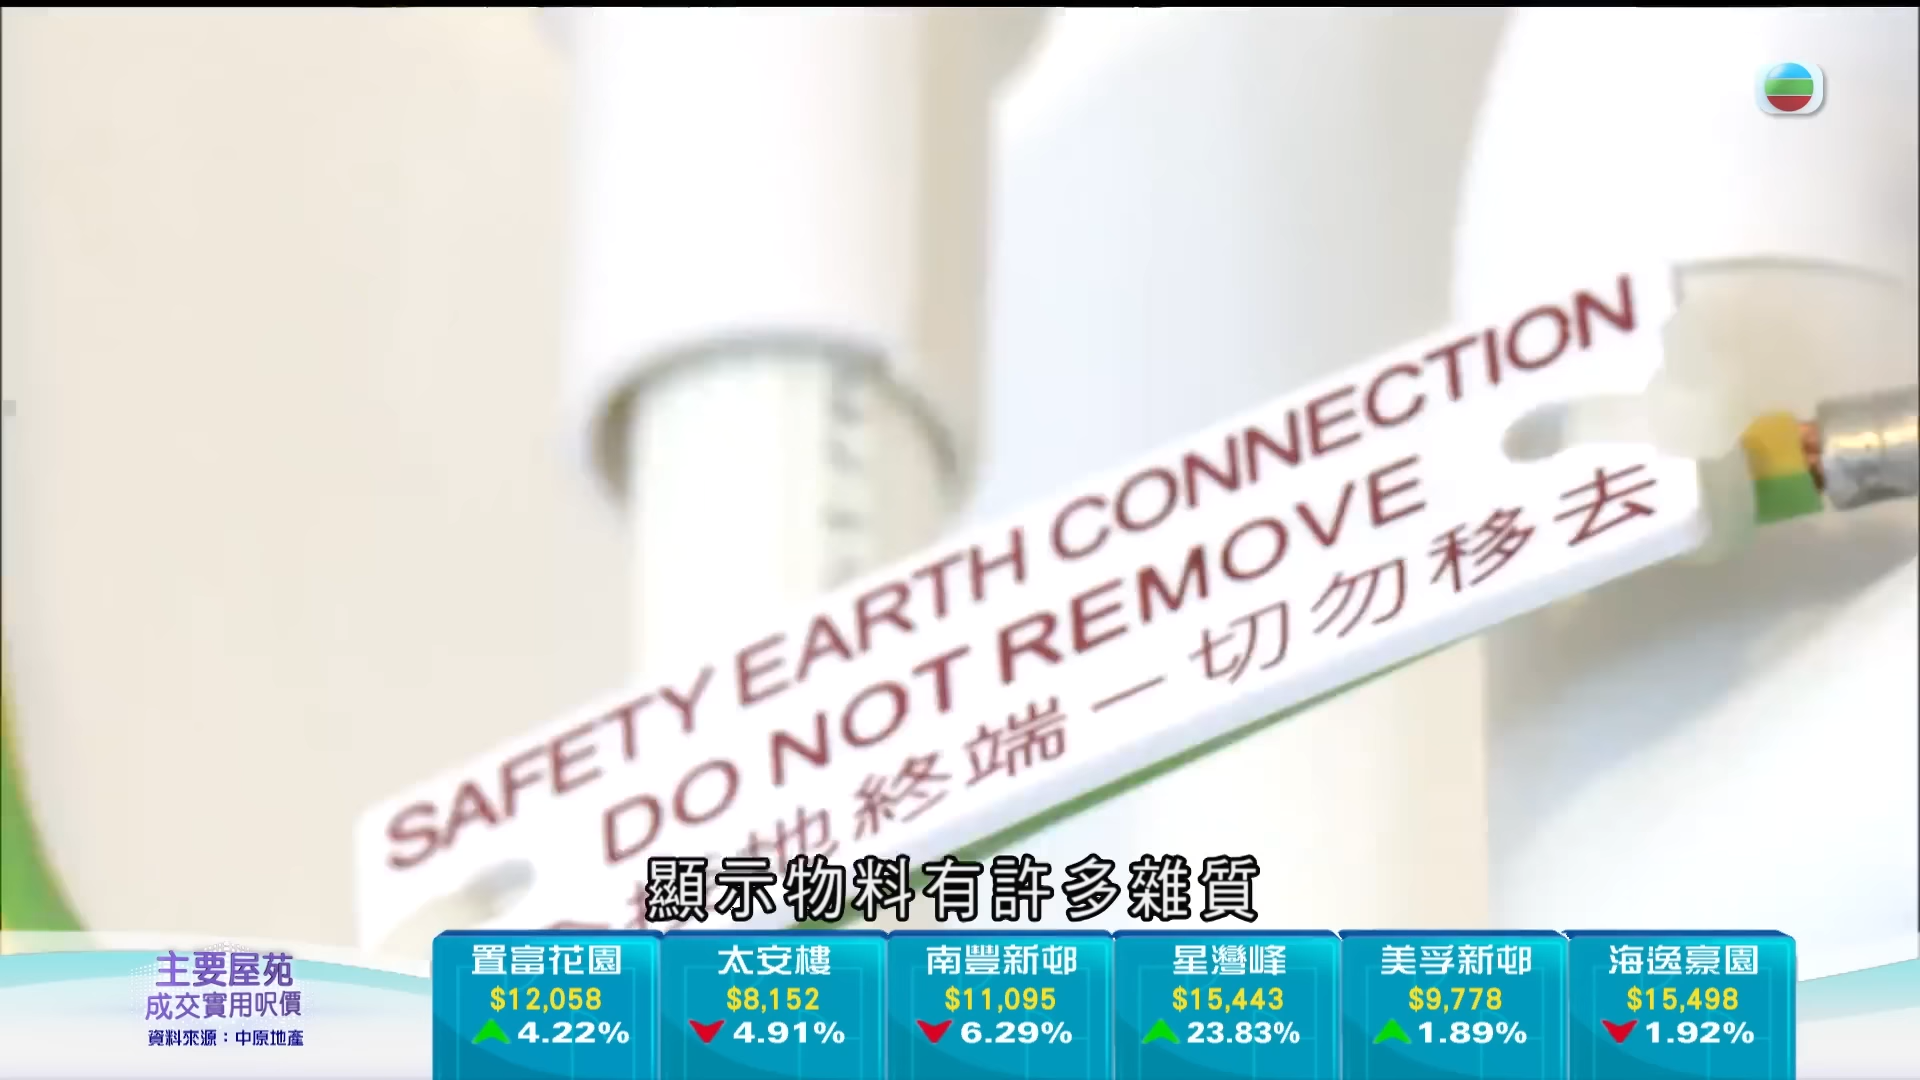 SAFETY EARTH CONNECTION
DO NOT REMOVE
地終端一切勿移去
顯示物料有許多雜質
主要屋苑
成交實用呎價
資料來源：中原地產
置富花園
$12,058
4.22%
太安樓
$8,152
4.91%
南豐新邨
$11,095
6.29%
星灣峰
$15,443
23.83%
美孚新邨
$9,778
1.89%
海逸豪園
$15,498
1.92%